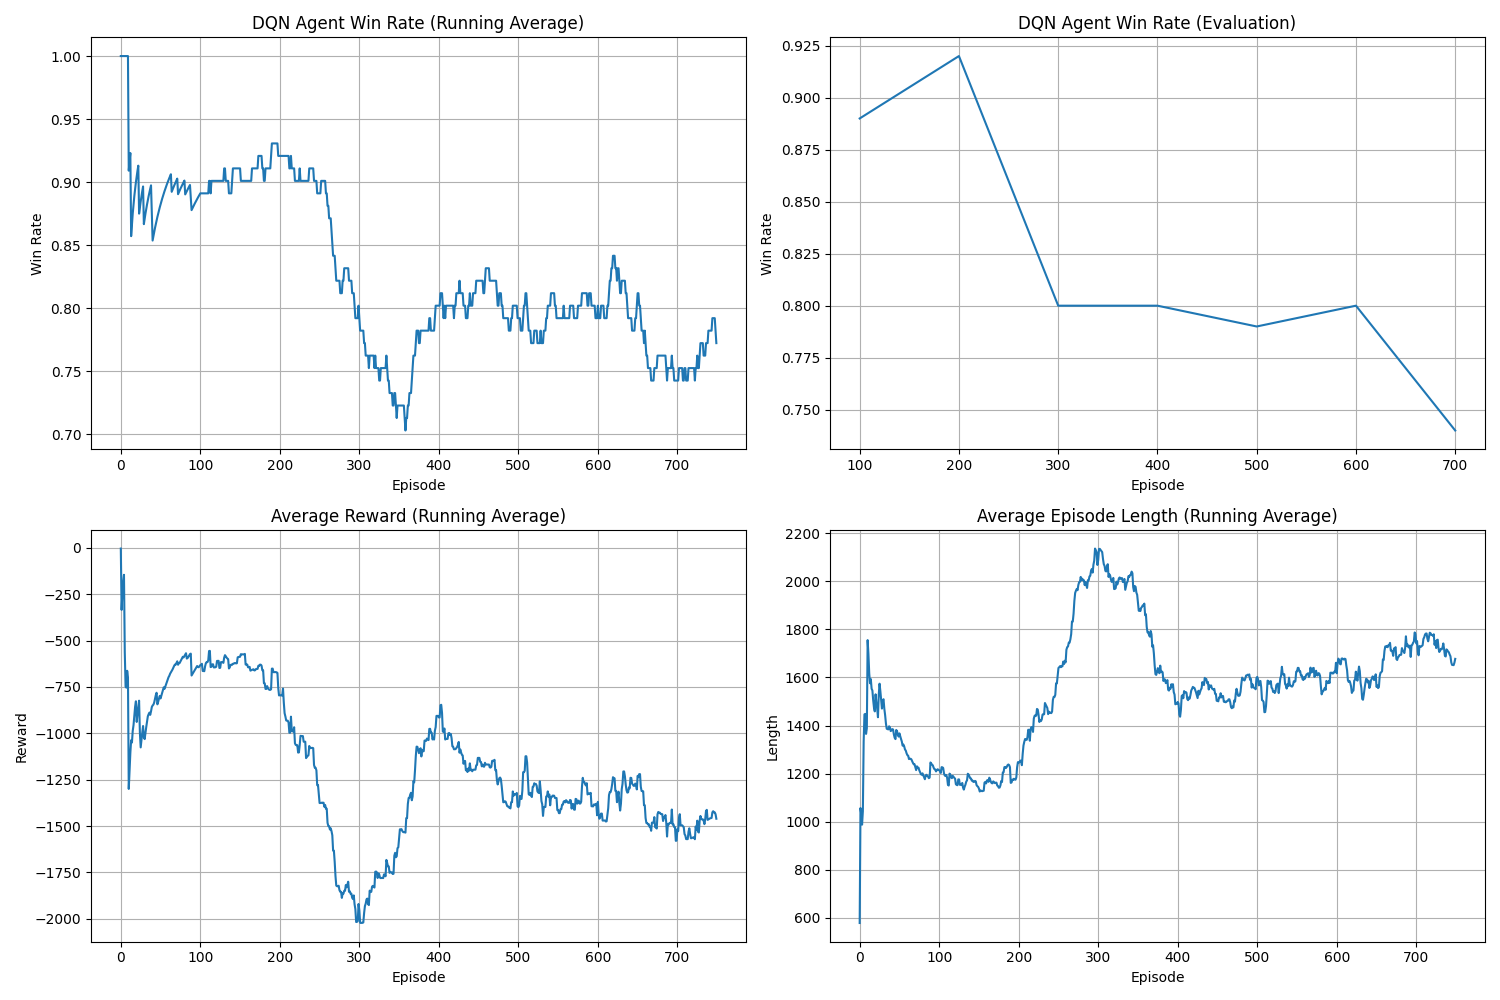 DQN Agent Win Rate (Running Average)
1.00
0.95
0.90
0.85
0.80
0.75
0.70
Win Rate
0 100 200 300 400 500 600 700
Episode
DQN Agent Win Rate (Evaluation)
0.925
0.900
0.875
0.850
0.825
0.800
0.775
0.750
Win Rate
100 200 300 400 500 600 700
Episode
Average Reward (Running Average)
0
−250
−500
−750
−1000
−1250
−1500
−1750
−2000
Reward
0 100 200 300 400 500 600 700
Episode
Average Episode Length (Running Average)
2200
2000
1800
1600
1400
1200
1000
800
600
Length
0 100 200 300 400 500 600 700
Episode